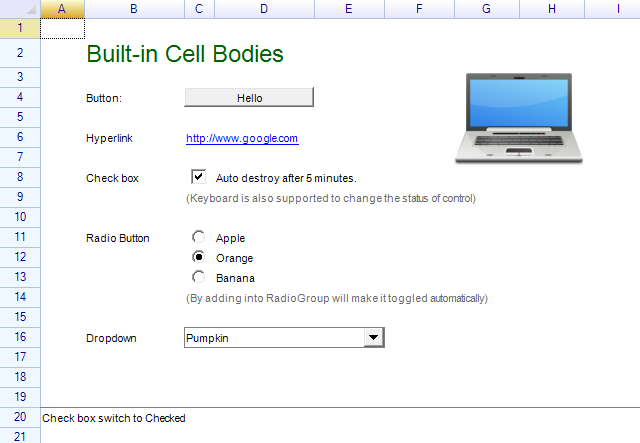 A B C D E F G H I
1
2 Built-in Cell Bodies
3
4 Button: Hello
5
6 Hyperlink http://www.google.com
7
8 Check box Auto destroy after 5 minutes.
9 (Keyboard is also supported to change the status of control)
10
11 Radio Button Apple
12 Orange
13 Banana
14 (By adding into RadioGroup will make it toggled automatically)
15
16 Dropdown Pumpkin
17
18
19
20 Check box switch to Checked
21